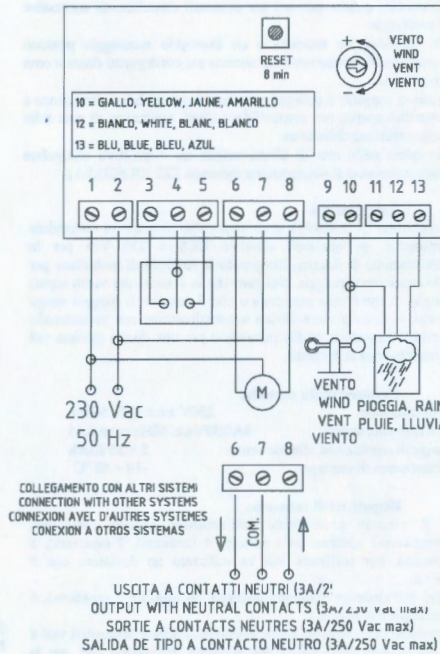 RESET
8 min
+
-
VENTO
WIND
VENT
VIENTO
10 = GIALLO, YELLOW, JAUNE, AMARILLO
12 = BIANCO, WHITE, BLANC, BLANCO
13 = BLU, BLUE, BLEU, AZUL
1 2 3 4 5 6 7 8 9 10 11 12 13
M
230 Vac
50 Hz
VENTO
WIND
VENT
VIENTO
PIOGGIA, RAIN
PLUIE, LLUVIA
COLLEGAMENTO CON ALTRI SISTEMI
CONNECTION WITH OTHER SYSTEMS
CONNEXION AVEC D'AUTRES SYSTEMES
CONEXION A OTROS SISTEMAS
6 7 8
COM.
USCITA A CONTATTI NEUTRI (3A/2
OUTPUT WITH NEUTRAL CONTACTS (3A/250 Vac max)
SORTIE A CONTACTS NEUTRES (3A/250 Vac max)
SALIDA DE TIPO A CONTACTO NEUTRO (3A/250 Vac max)